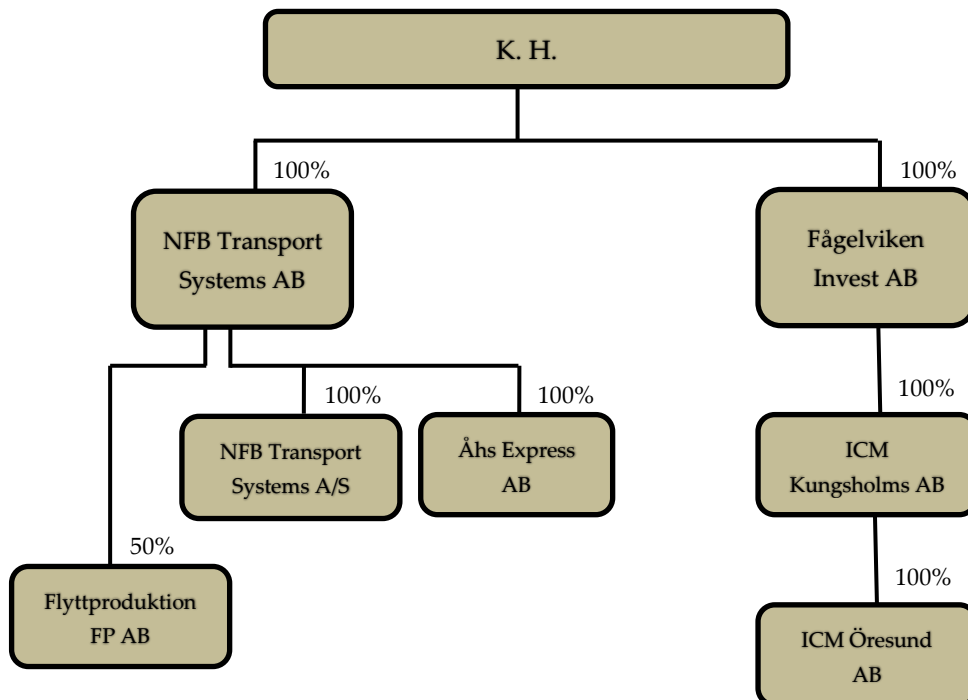 K. H.
100%
100%
NFB Transport
Systems AB
Fågelviken
Invest AB
100%
100%
100%
NFB Transport
Systems A/S
Åhs Express
AB
ICM
Kungsholms AB
50%
100%
Flyttproduktion
FP AB
ICM Öresund
AB